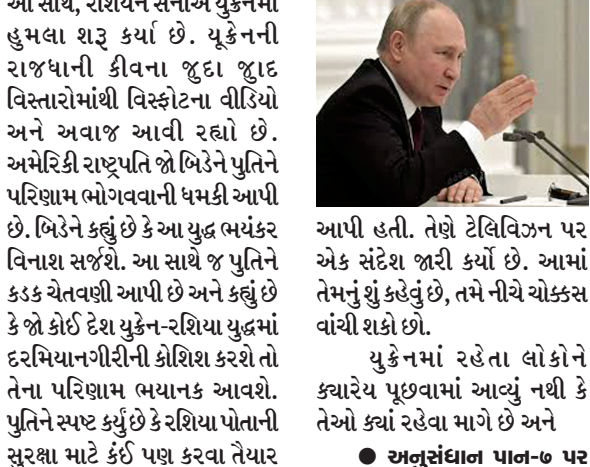 આ સાથે, રશિયન સેનાએ યુક્રેનમાં
હુમલા શરૂ કર્યા છે. યૂક્રેનની
રાજધાની કીવના જુદા જુાદ
વિસ્તારોમાંથી વિસ્ફોટના વીડિયો
અને અવાજ આવી રહ્યો છે.
અમેરિકી રાષ્ટ્રપતિ જો બિડેને પુતિને
પરિણામ ભોગવવાની ધમકી આપી
છે. બિડેને કહ્યું છે કે આ યુદ્ધ ભયંકર
વિનાશ સર્જશે. આ સાથે જ પુતિને
કડક ચેતવણી આપી છે અને કહ્યું છે
કે જો કોઈ દેશ યુક્રેન-રશિયા યુદ્ધમાં
દરમિયાનગીરીની કોશિશ કરશે તો
તેના પરિણામ ભયાનક આવશે.
પુતિને સ્પષ્ટ કર્યું છે કે રશિયા પોતાની
સુરક્ષા માટે કંઈ પણ કરવા તૈયાર
આપી હતી. તેણે ટેલિવિઝન પર
એક સંદેશ જારી કર્યો છે. આમાં
તેમનું શું કહેવું છે, તમે નીચે ચોક્કસ
વાંચી શકો છો.
યુક્રેનમાં રહેતા લોકોને
ક્યારેય પૂછવામાં આવ્યું નથી કે
તેઓ ક્યાં રહેવા માગે છે અને
● અનુસંધાન પાન-૭ પર